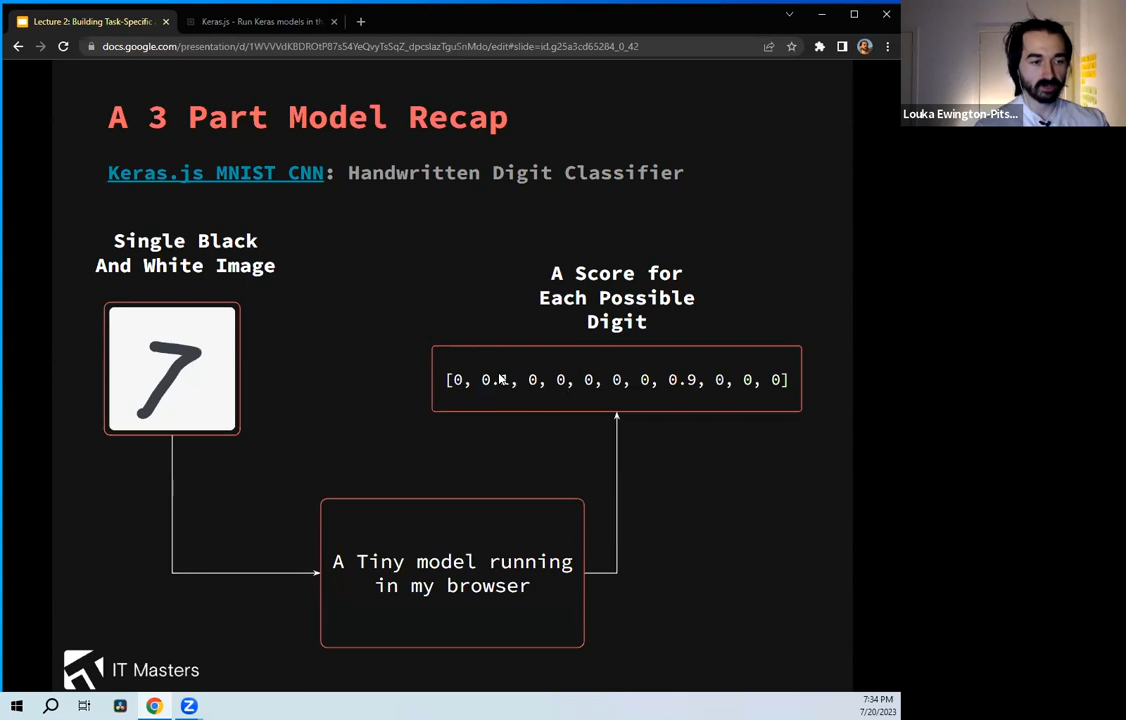 Lecture 2: Building Task-Specific
Keras.js - Run Keras models in th
docs.google.com/presentation/d/1WVVdKBDROtP87s54YeQvyTsSqZ_dpcslazTguSnMdo/edit#slide=id.g25a3cd65284_0_42
Louka Ewington-Pits...
A 3 Part Model Recap
Keras.js MNIST CNN: Handwritten Digit Classifier
Single Black
And White Image
7
A Score for
Each Possible
Digit
[0, 0.1, 0, 0, 0, 0, 0, 0.9, 0, 0, 0]
A Tiny model running
in my browser
IT Masters
7:34 PM
7/20/2023